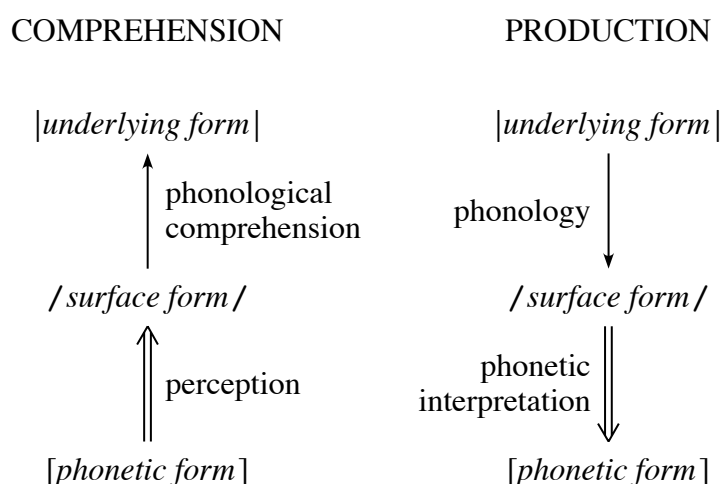 COMPREHENSION
|underlying form|
phonological
comprehension
/surface form/
perception
[phonetic form]
PRODUCTION
|underlying form|
phonology
/surface form/
phonetic
interpretation
[phonetic form]